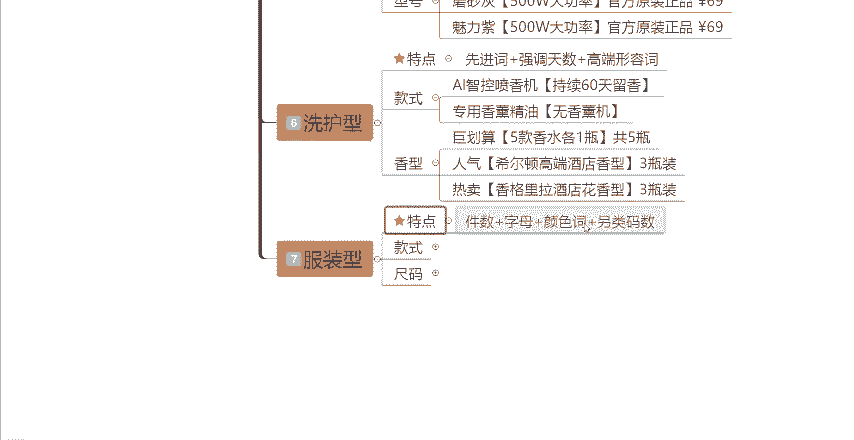 型号
磨砂灰【500W大功率】官方原装正品 ¥69
魅力紫【500W大功率】官方原装正品 ¥69
特点 先进词+强调天数+高端形容词
款式
AI智控喷香机【持续60天留香】
专用香薰精油【无香薰机】
6 洗护型
香型
巨划算【5款香水各1瓶】共5瓶
人气【希尔顿高端酒店香型】3瓶装
热卖【香格里拉酒店花香型】3瓶装
特点 件数+字母+颜色词+另类码数
7 服装型
款式
尺码